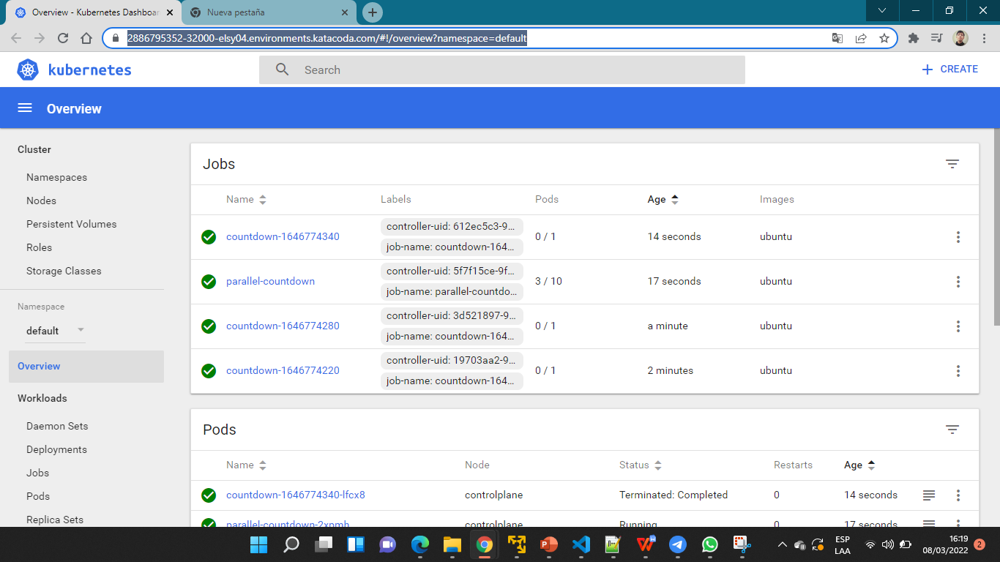 Overview - Kubernetes Dashboar
Nueva pestaña
2886795352-32000-elsy04.environments.katacoda.com/#!/overview?namespace=default
kubernetes
Search
CREATE
Overview
Cluster
Namespaces
Nodes
Persistent Volumes
Roles
Storage Classes
Namespace
default
Overview
Workloads
Daemon Sets
Deployments
Jobs
Pods
Replica Sets
Jobs
Name Labels Pods Age Images
controller-uid: 612ec5c3-9...
countdown-1646774340 0 / 1 14 seconds ubuntu
job-name: countdown-164...
controller-uid: 5f7f15ce-9f...
parallel-countdown 3 / 10 17 seconds ubuntu
job-name: parallel-countdo...
controller-uid: 3d521897-9...
countdown-1646774280 0 / 1 a minute ubuntu
job-name: countdown-164...
controller-uid: 19703aa2-9...
countdown-1646774220 0 / 1 2 minutes ubuntu
job-name: countdown-164...
Pods
Name Node Status Restarts Age
countdown-1646774340-lfcx8 controlplane Terminated: Completed 0 14 seconds
parallel-countdown-2xpmh controlplane Running 0 17 seconds
ESP
LAA
16:19
08/03/2022
2